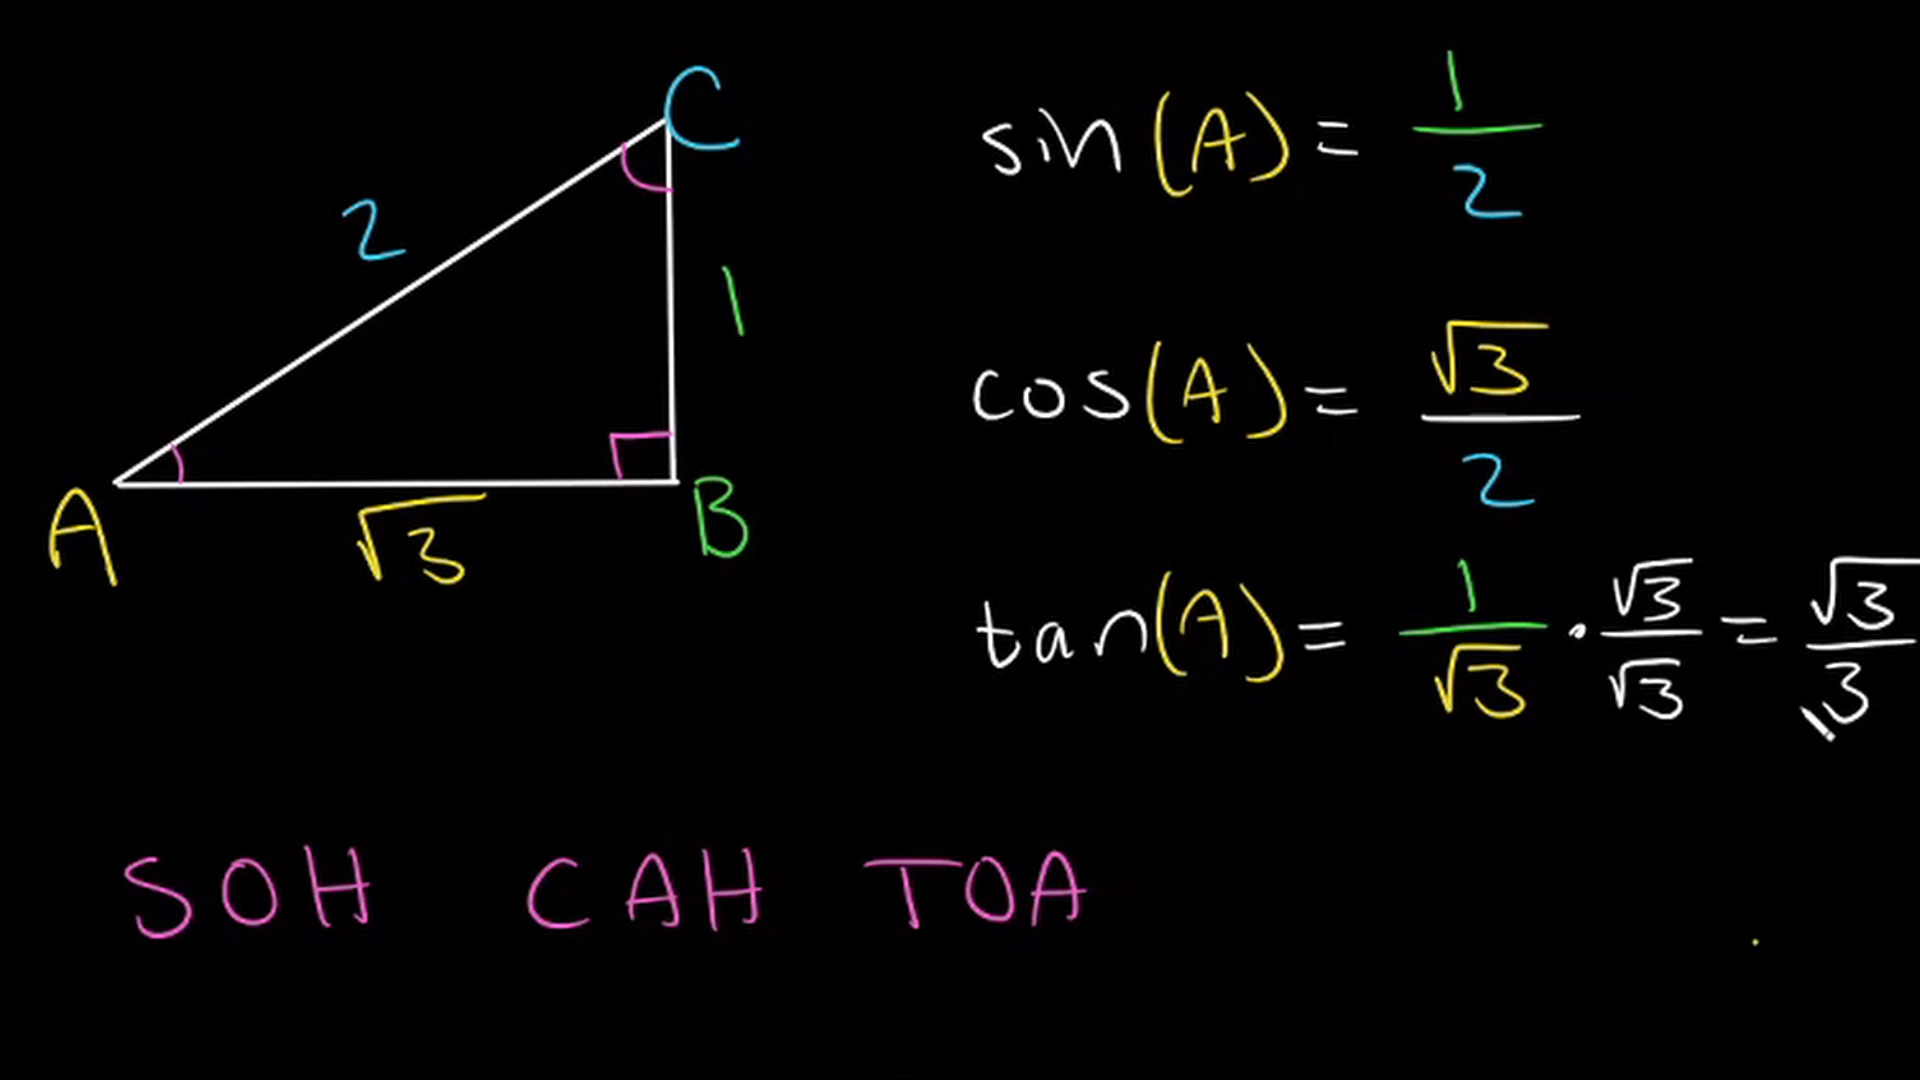 C
2
1
A
√3
B
sin(A) = 1/2
cos(A) = √3/2
tan(A) = 1/√3 · √3/√3 = √3/3
SOH CAH TOA